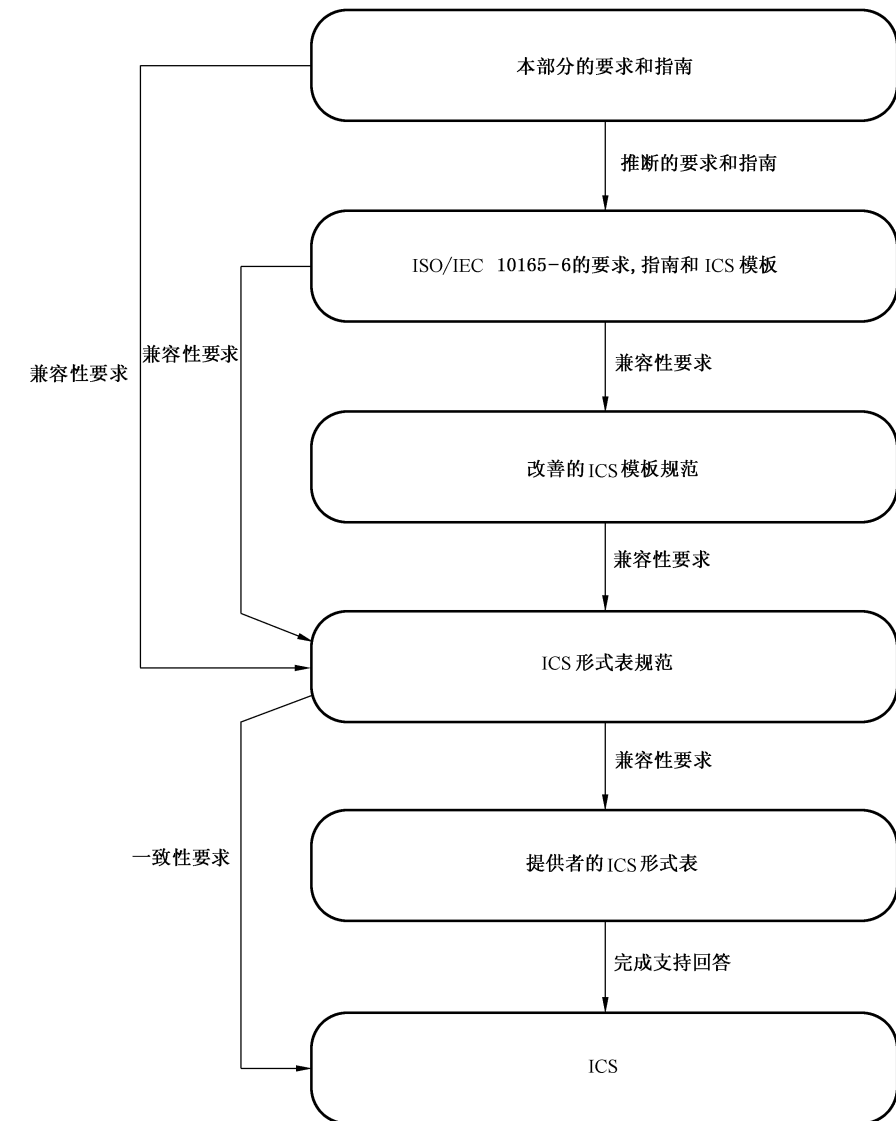 本部分的要求和指南
推断的要求和指南
ISO/IEC 10165-6的要求,指南和 ICS 模板
兼容性要求
兼容性要求
兼容性要求
改善的ICS模板规范
兼容性要求
ICS 形式表规范
兼容性要求
一致性要求
提供者的ICS形式表
完成支持回答
ICS